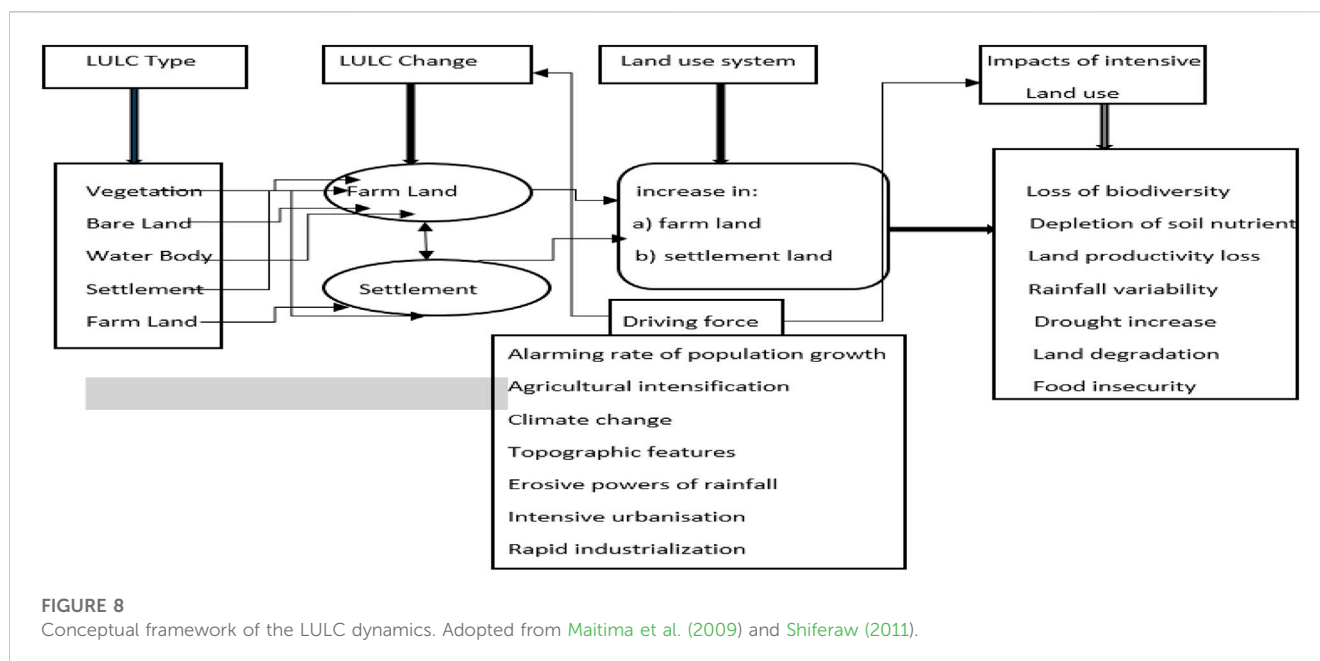 LULC Type
LULC Change
Land use system
Impacts of intensive
Land use
Vegetation
Bare Land
Water Body
Settlement
Farm Land
Farm Land
Settlement
increase in:
a) farm land
b) settlement land
Loss of biodiversity
Depletion of soil nutrient
Land productivity loss
Rainfall variability
Drought increase
Land degradation
Food insecurity
Driving force
Alarming rate of population growth
Agricultural intensification
Climate change
Topographic features
Erosive powers of rainfall
Intensive urbanisation
Rapid industrialization
FIGURE 8
Conceptual framework of the LULC dynamics. Adopted from Maitima et al. (2009) and Shiferaw (2011).